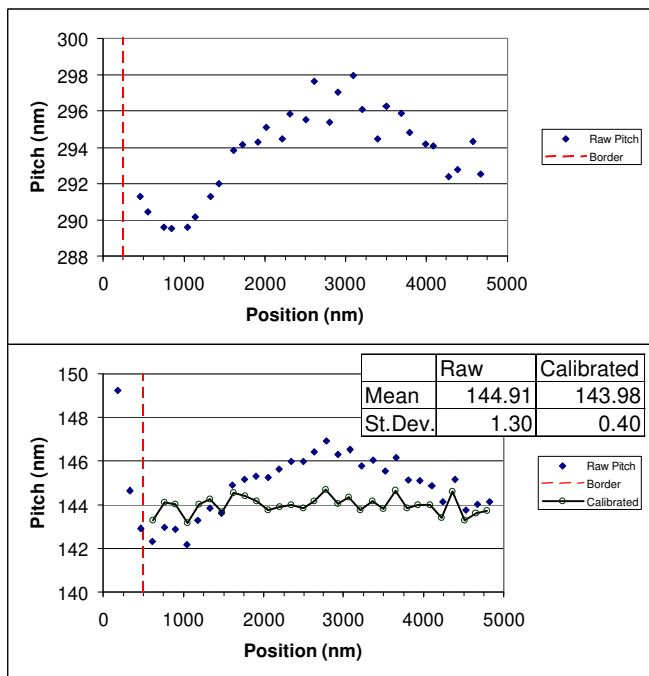 300
298
296
294
292
290
288
Pitch (nm)
0 1000 2000 3000 4000 5000
Position (nm)
Raw Pitch
Border
150
148
146
144
142
140
Pitch (nm)
0 1000 2000 3000 4000 5000
Position (nm)
Raw Calibrated
Mean 144.91 143.98
St.Dev. 1.30 0.40
Raw Pitch
Border
Calibrated